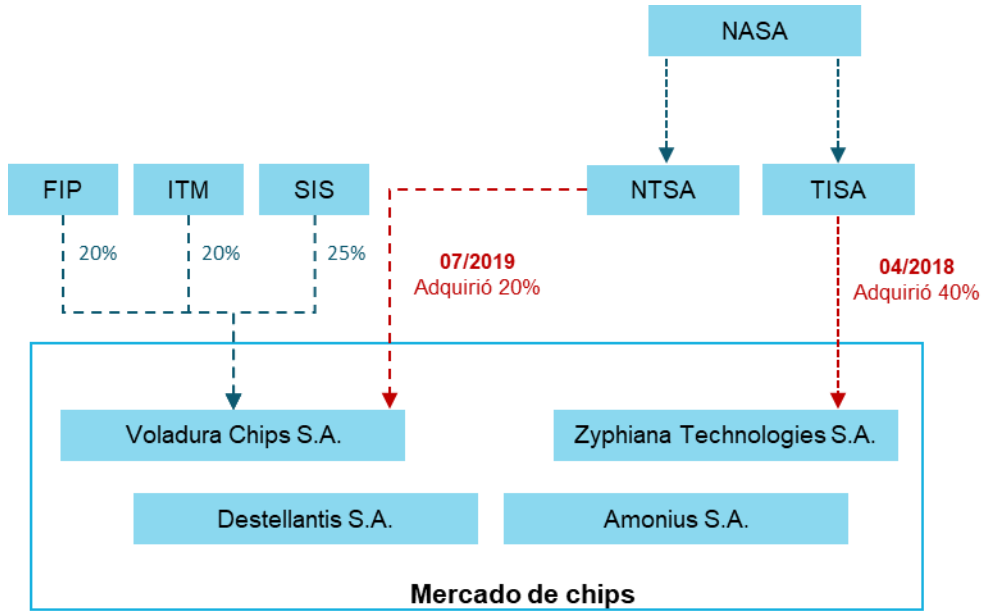 NASA
FIP
ITM
SIS
NTSA
TISA
20%
20%
25%
07/2019
Adquirió 20%
04/2018
Adquirió 40%
Voladura Chips S.A.
Zyphiana Technologies S.A.
Destellantis S.A.
Amonius S.A.
Mercado de chips